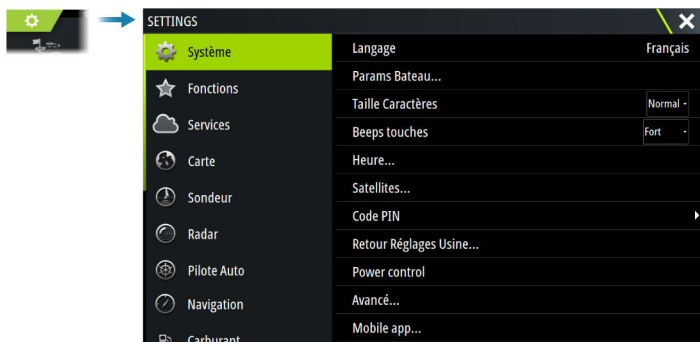 SETTINGS
Système
Fonctions
Services
Carte
Sondeur
Radar
Pilote Auto
Navigation
Carburant
Langage Français
Params Bateau...
Taille Caractères Normal
Beeps touches Fort
Heure...
Satellites...
Code PIN
Retour Réglages Usine...
Power control
Avancé...
Mobile app...